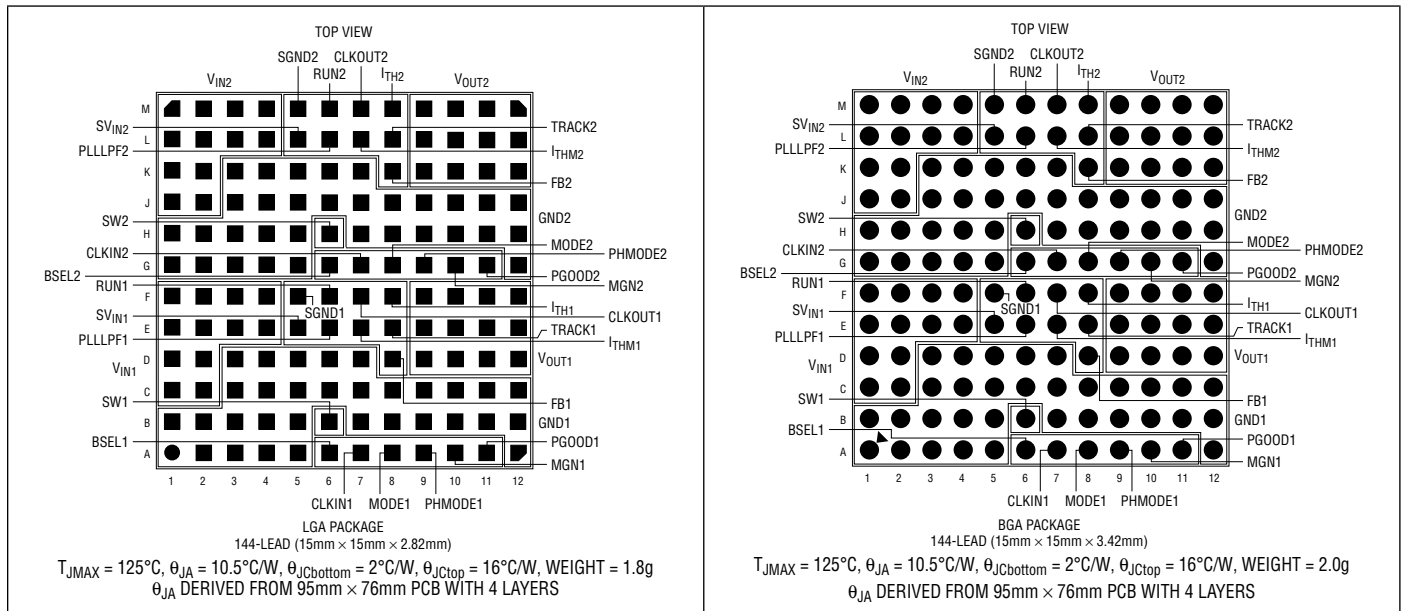 TOP VIEW
SGND2 CLKOUT2
VIN2 RUN2 ITH2 VOUT2
M
SVIN2 TRACK2
L
PLLLPF2 ITHM2
K
FB2
J
GND2
SW2
H
CLKIN2 MODE2
PHMODE2
G
BSEL2 PGOOD2
RUN1 MGN2
F
SGND1 ITH1
SVIN1 CLKOUT1
E
TRACK1
PLLLPF1 ITHM1
D
VIN1 VOUT1
C
SW1 FB1
B GND1
BSEL1 PGOOD1
A
MGN1
1 2 3 4 5 6 7 8 9 10 11 12
CLKIN1 MODE1 PHMODE1
LGA PACKAGE
144-LEAD (15mm × 15mm × 2.82mm)
TJMAX = 125°C, θJA = 10.5°C/W, θJCbottom = 2°C/W, θJCtop = 16°C/W, WEIGHT = 1.8g
θJA DERIVED FROM 95mm × 76mm PCB WITH 4 LAYERS
TOP VIEW
SGND2 CLKOUT2
VIN2 RUN2 ITH2 VOUT2
M
SVIN2 TRACK2
L
PLLLPF2 ITHM2
K
FB2
J
GND2
SW2
H
CLKIN2 MODE2
PHMODE2
G
BSEL2 PGOOD2
RUN1 MGN2
F
SGND1 ITH1
SVIN1 CLKOUT1
E
TRACK1
PLLLPF1 ITHM1
D
VIN1 VOUT1
C
SW1 FB1
B GND1
BSEL1 PGOOD1
A
MGN1
1 2 3 4 5 6 7 8 9 10 11 12
CLKIN1 MODE1 PHMODE1
BGA PACKAGE
144-LEAD (15mm × 15mm × 3.42mm)
TJMAX = 125°C, θJA = 10.5°C/W, θJCbottom = 2°C/W, θJCtop = 16°C/W, WEIGHT = 2.0g
θJA DERIVED FROM 95mm × 76mm PCB WITH 4 LAYERS